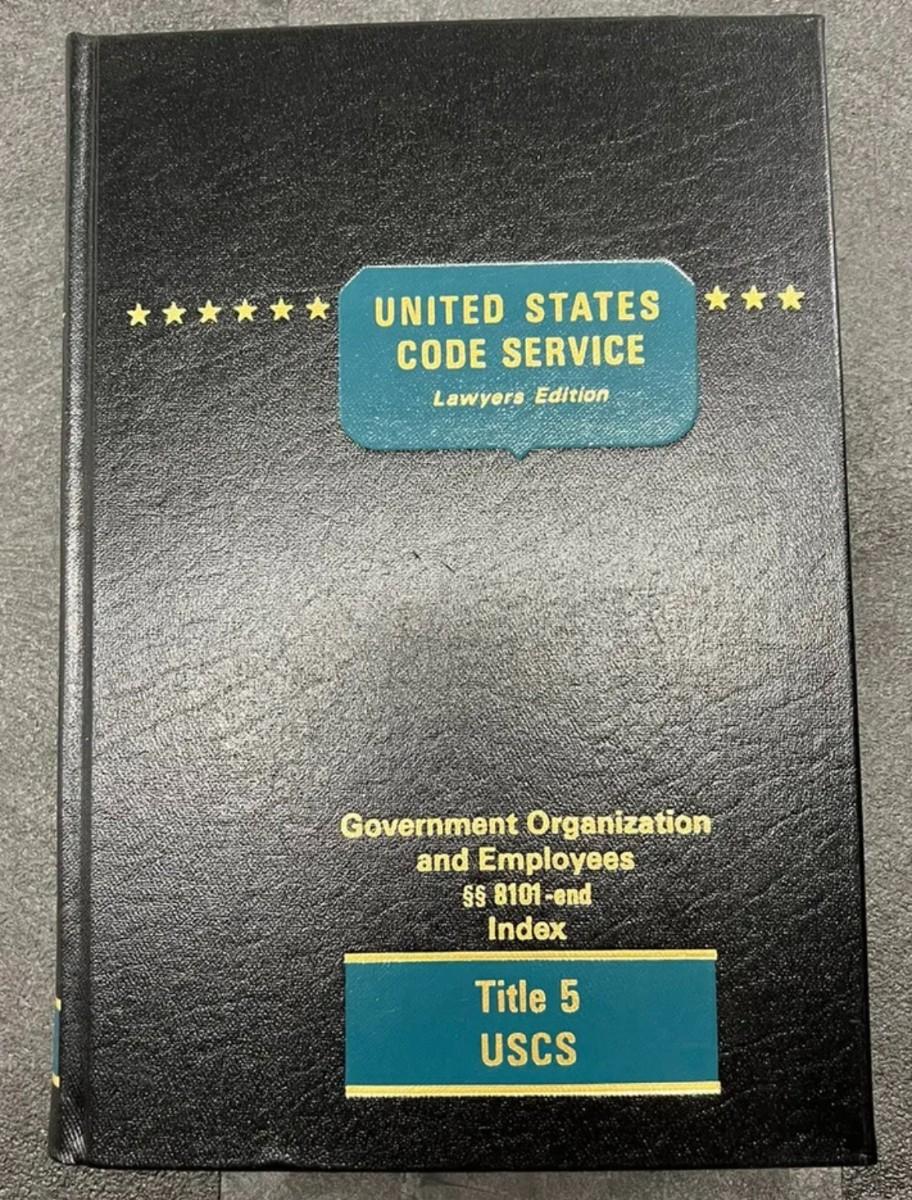 UNITED STATES
CODE SERVICE
Lawyers Edition
Government Organization
and Employees
§§ 8101-end
Index
Title 5
USCS